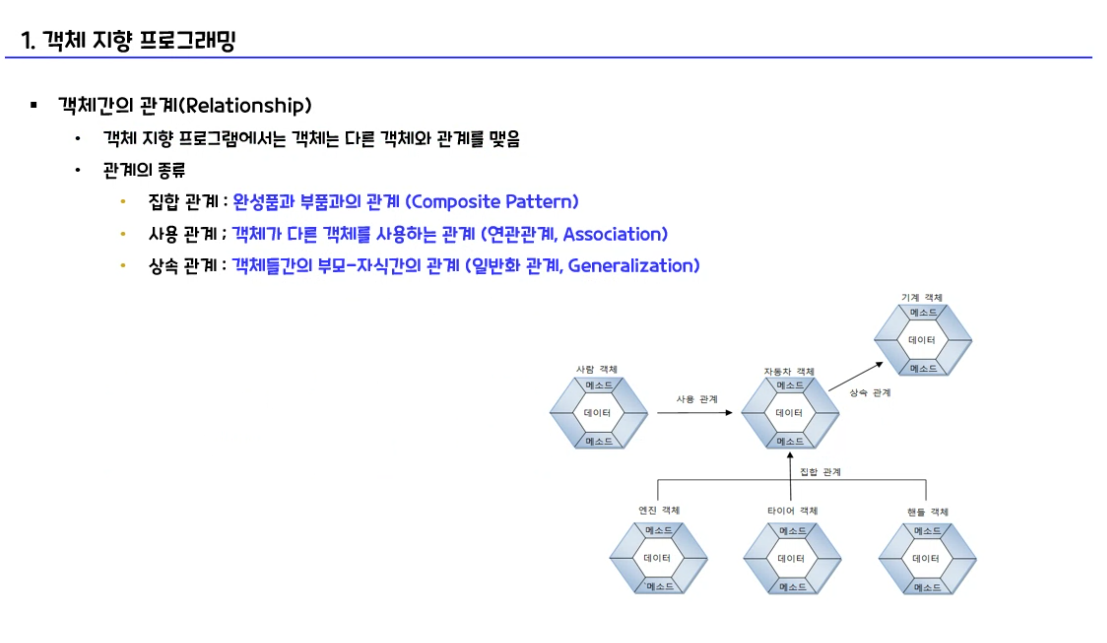 1. 객체 지향 프로그래밍
▪ 객체간의 관계(Relationship)
• 객체 지향 프로그램에서는 객체는 다른 객체와 관계를 맺음
• 관계의 종류
• 집합 관계 : 완성품과 부품과의 관계 (Composite Pattern)
• 사용 관계 ; 객체가 다른 객체를 사용하는 관계 (연관관계, Association)
• 상속 관계 : 객체들간의 부모-자식간의 관계 (일반화 관계, Generalization)
기계 객체
메소드
데이터
메소드
사람 객체
메소드
데이터
메소드
사용 관계
자동차 객체
메소드
데이터
메소드
상속 관계
집합 관계
엔진 객체
메소드
데이터
메소드
타이어 객체
메소드
데이터
메소드
핸들 객체
메소드
데이터
메소드